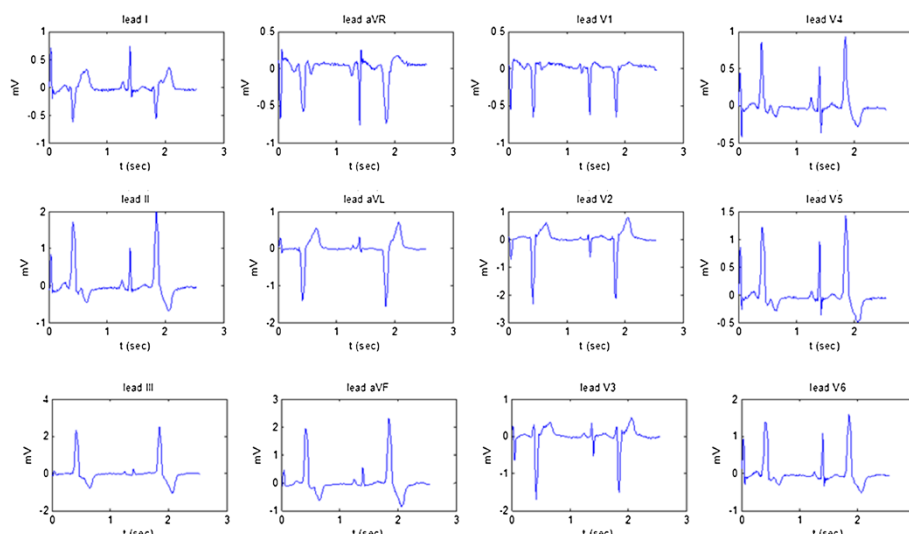 lead I
1
0.5
0
-0.5
-1
mV
0 1 2 3
t (sec)
lead aVR
0.5
0
-0.5
-1
mV
0 1 2 3
t (sec)
lead V1
0.5
0
-0.5
-1
mV
0 1 2 3
t (sec)
lead V4
1
0.5
0
-0.5
mV
0 1 2
t (sec)
lead II
2
1
0
-1
mV
0 1 2 3
t (sec)
lead aVL
1
0
-1
-2
mV
0 1 2 3
t (sec)
lead V2
1
0
-1
-2
-3
mV
0 1 2 3
t (sec)
lead V5
1.5
1
0.5
0
-0.5
mV
0 1 2
t (sec)
lead III
4
2
0
-2
mV
0 1 2 3
t (sec)
lead aVF
3
2
1
0
-1
mV
0 1 2 3
t (sec)
lead V3
1
0
-1
-2
mV
0 1 2 3
t (sec)
lead V6
2
1
0
-1
mV
0 1 2
t (sec)